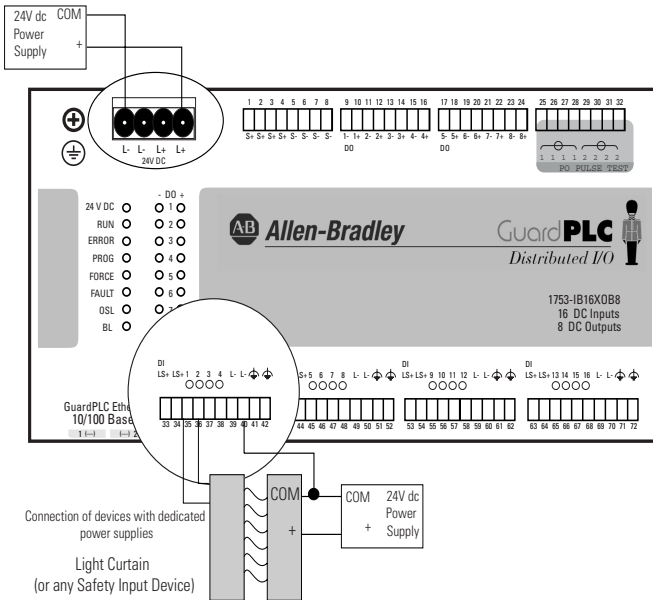 24V dc COM
Power
Supply +
1 2 3 4 5 6 7 8
S+ S+ S+ S+ S- S- S- S-
9 10 11 12 13 14 15 16
1- 1+ 2- 2+ 3- 3+ 4- 4+
DO
17 18 19 20 21 22 23 24
5- 5+ 6- 6+ 7- 7+ 8- 8+
DO
25 26 27 28 29 30 31 32
1 1 1 1 2 2 2 2
PO PULSE TEST
L- L- L+ L+
24V DC
- DO +
24 V DC 1
RUN 2
ERROR 3
PROG 4
FORCE 5
FAULT 6
OSL 7
BL
AB Allen-Bradley
GuardPLC
Distributed I/O
1753-IB16XOB8
16 DC Inputs
8 DC Outputs
DI
LS+ LS+ 1 2 3 4 L- L-
33 34 35 36 37 38 39 40 41 42
S+ 5 6 7 8 L- L-
44 45 46 47 48 49 50 51 52
DI
LS+ LS+ 9 10 11 12 L- L-
53 54 55 56 57 58 59 60 61 62
DI
LS+ LS+ 13 14 15 16 L- L-
63 64 65 66 67 68 69 70 71 72
GuardPLC Ethe
10/100 Base
1 (—) (—) 2
COM
+
COM 24V dc
Power
+ Supply
Connection of devices with dedicated
power supplies
Light Curtain
(or any Safety Input Device)